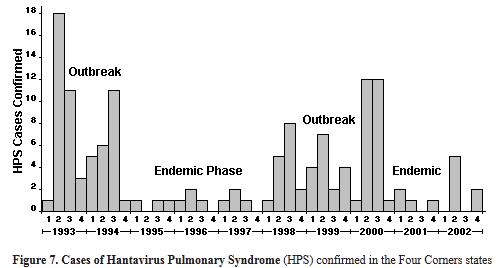 HPS Cases Confirmed
18
16
14
12
10
8
6
4
2
0
Outbreak
Endemic Phase
Outbreak
Endemic
1 2 3 4 1 2 3 4 1 2 3 4 1 2 3 4 1 2 3 4 1 2 3 4 1 2 3 4 1 2 3 4 1 2 3 4 1 2 3 4
1993 1994 1995 1996 1997 1998 1999 2000 2001 2002
Figure 7. Cases of Hantavirus Pulmonary Syndrome (HPS) confirmed in the Four Corners states